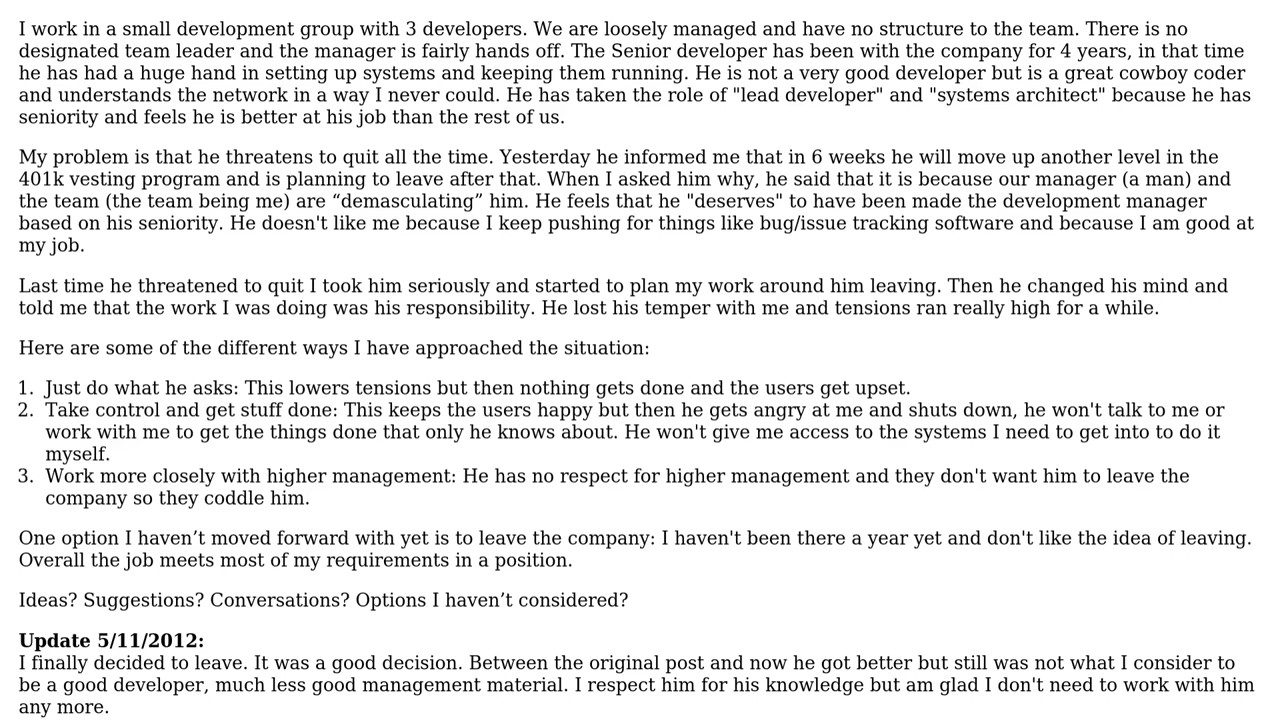 I work in a small development group with 3 developers. We are loosely managed and have no structure to the team. There is no
designated team leader and the manager is fairly hands off. The Senior developer has been with the company for 4 years, in that time
he has had a huge hand in setting up systems and keeping them running. He is not a very good developer but is a great cowboy coder
and understands the network in a way I never could. He has taken the role of "lead developer" and "systems architect" because he has
seniority and feels he is better at his job than the rest of us.
My problem is that he threatens to quit all the time. Yesterday he informed me that in 6 weeks he will move up another level in the
401k vesting program and is planning to leave after that. When I asked him why, he said that it is because our manager (a man) and
the team (the team being me) are “demasculating” him. He feels that he "deserves" to have been made the development manager
based on his seniority. He doesn't like me because I keep pushing for things like bug/issue tracking software and because I am good at
my job.
Last time he threatened to quit I took him seriously and started to plan my work around him leaving. Then he changed his mind and
told me that the work I was doing was his responsibility. He lost his temper with me and tensions ran really high for a while.
Here are some of the different ways I have approached the situation:
1. Just do what he asks: This lowers tensions but then nothing gets done and the users get upset.
2. Take control and get stuff done: This keeps the users happy but then he gets angry at me and shuts down, he won't talk to me or
work with me to get the things done that only he knows about. He won't give me access to the systems I need to get into to do it
myself.
3. Work more closely with higher management: He has no respect for higher management and they don't want him to leave the
company so they coddle him.
One option I haven’t moved forward with yet is to leave the company: I haven't been there a year yet and don't like the idea of leaving.
Overall the job meets most of my requirements in a position.
Ideas? Suggestions? Conversations? Options I haven’t considered?
Update 5/11/2012:
I finally decided to leave. It was a good decision. Between the original post and now he got better but still was not what I consider to
be a good developer, much less good management material. I respect him for his knowledge but am glad I don't need to work with him
any more.